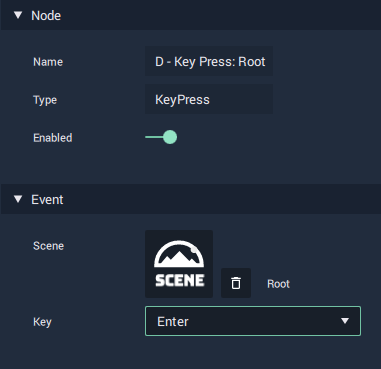 Node
Name
D - Key Press: Root
Type
KeyPress
Enabled
Event
Scene
SCENE
Root
Key
Enter